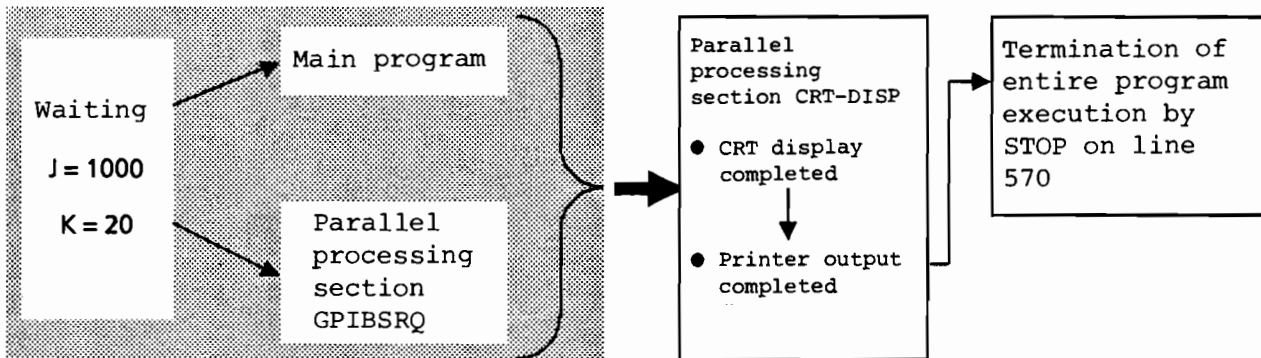 Waiting
J = 1000
K = 20
Main program
Parallel
processing
section
GPIBSRQ
Parallel
processing
section CRT-DISP
● CRT display
completed
● Printer output
completed
Termination of
entire program
execution by
STOP on line
570